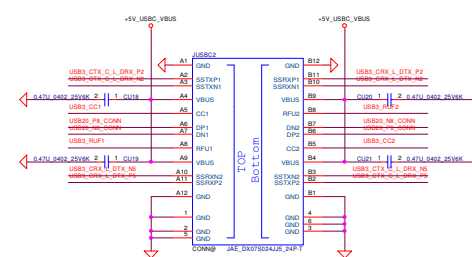 +5V_USBC_VBUS
+5V_USBC_VBUS
JUSBC2
A1 GND GND B12
USB3_CTX_C_L_DRX_P2 A2 SSTXP1 SSRXP1 B11 USB3_CRX_L_DTX_P2
USB3_CTX_C_L_DRX_N2 A3 SSTXN1 SSRXN1 B10 USB3_CRX_L_DTX_N2
0.47U_0402_25V6K 2 1 CU18 A4 VBUS VBUS B9 CU20 1 2 0.47U_0402_25V6K
USB3_CC1 A5 CC1 RFU2 B8 USB3_RUF2
USB20_P8_CONN A6 DP1 DN2 B7 USB20_N8_CONN
USB20_N8_CONN A7 DN1 DP2 B6 USB20_P8_CONN
USB3_RUF1 A8 RFU1 CC2 B5 USB3_CC2
0.47U_0402_25V6K 2 1 CU19 A9 VBUS VBUS B4 CU21 1 2 0.47U_0402_25V6K
USB3_CRX_L_DTX_N5 A10 SSRXN2 SSTXN2 B3 USB3_CTX_C_L_DRX_N5
USB3_CRX_L_DTX_P5 A11 SSRXP2 SSTXP2 B2 USB3_CTX_C_L_DRX_P5
A12 GND GND B1
TOP
Bottom
1 GND GND 4
2 GND GND 6
5 GND GND 3
CONN@ JAE_DX07S024JJ5_24P-T